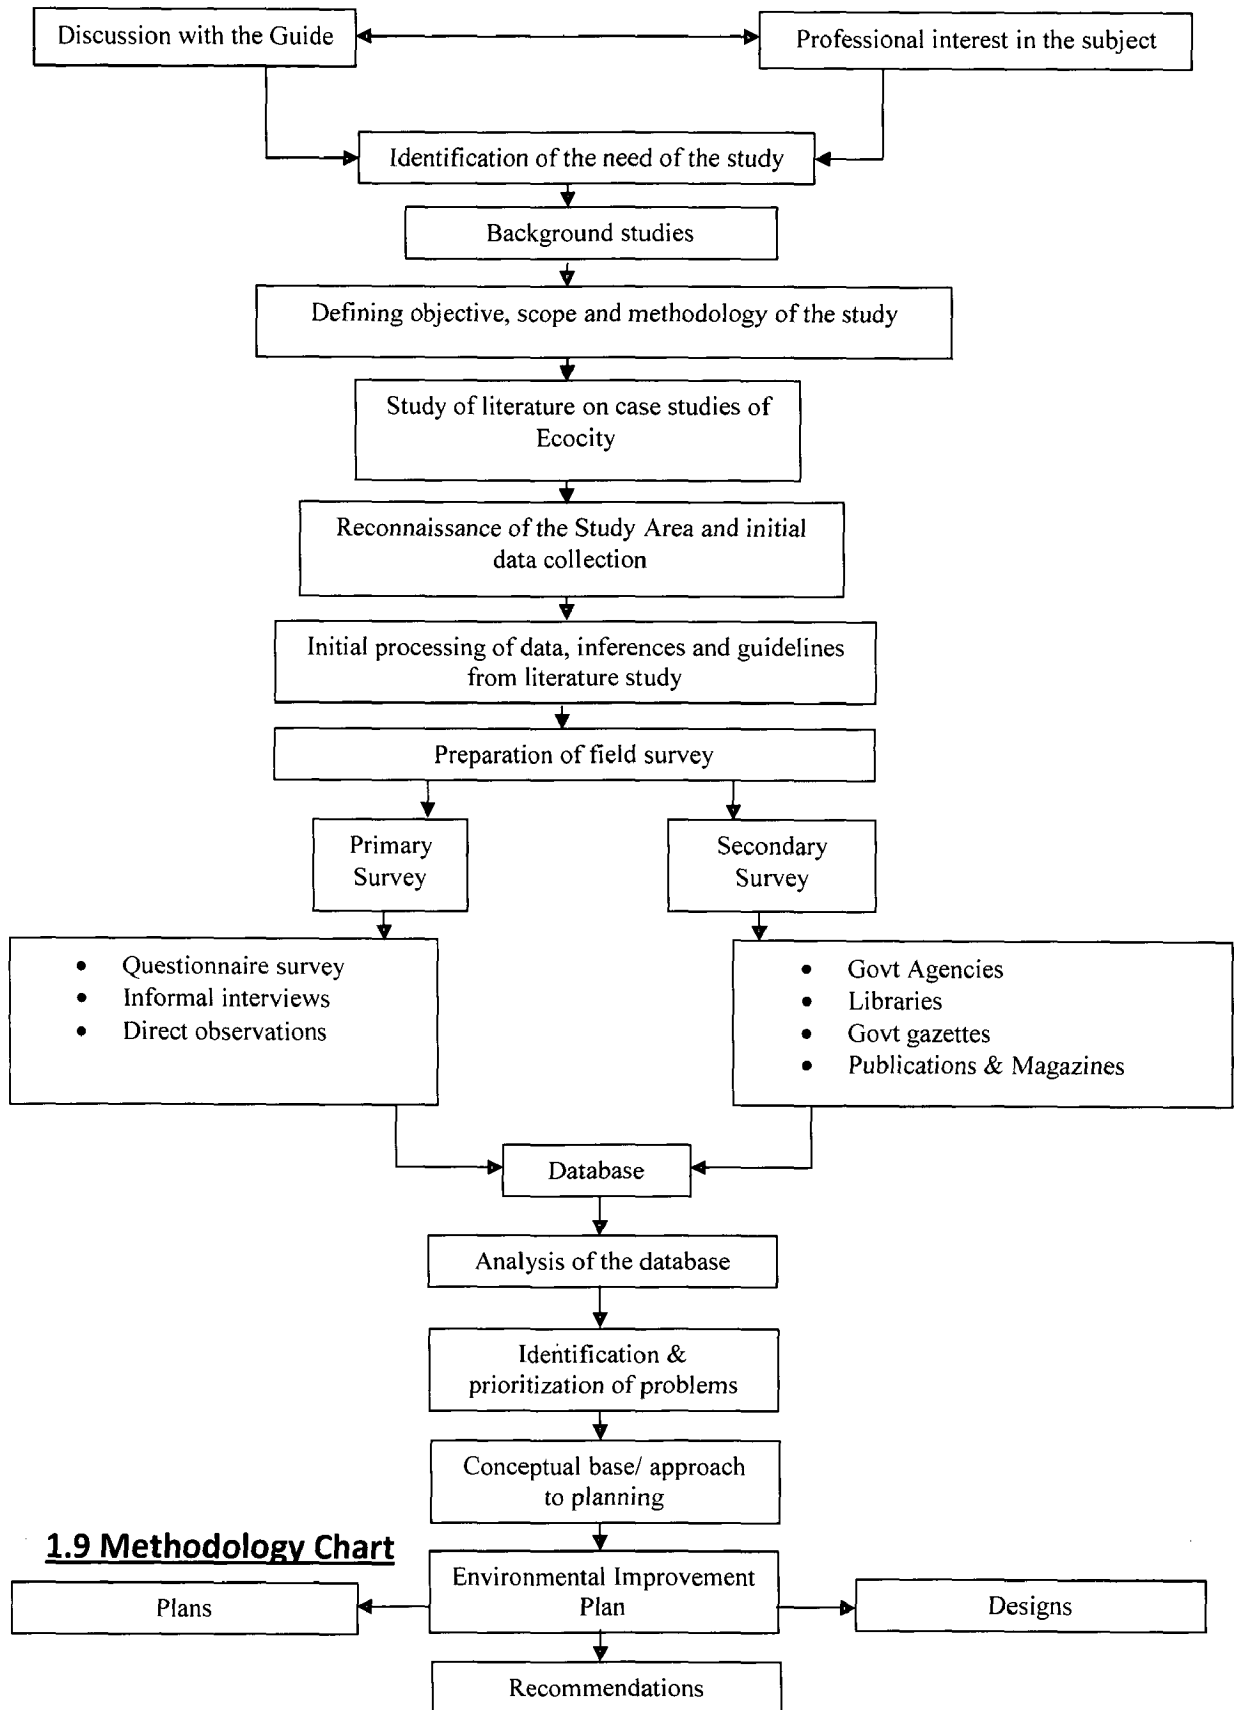 Discussion with the Guide
Professional interest in the subject
Identification of the need of the study
Background studies
Defining objective, scope and methodology of the study
Study of literature on case studies of
Ecocity
Reconnaissance of the Study Area and initial
data collection
Initial processing of data, inferences and guidelines
from literature study
Preparation of field survey
Primary
Survey
Secondary
Survey
• Questionnaire survey
• Informal interviews
• Direct observations
• Govt Agencies
• Libraries
• Govt gazettes
• Publications & Magazines
Database
Analysis of the database
Identification &
prioritization of problems
Conceptual base/ approach
to planning
1.9 Methodology Chart
Environmental Improvement
Plan
Plans
Designs
Recommendations